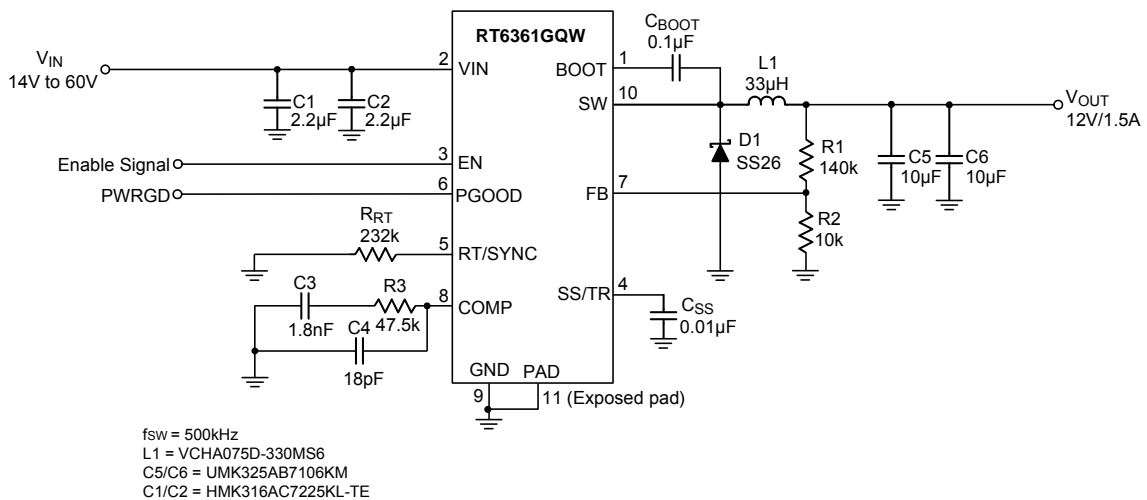 RT6361GQW
VIN
14V to 60V
2
VIN
C1
2.2µF
C2
2.2µF
Enable Signal
3
EN
PWRGD
6
PGOOD
RRT
232k
5
RT/SYNC
C3
1.8nF
R3
47.5k
8
COMP
C4
18pF
GND
9
PAD
11 (Exposed pad)
BOOT
1
CBOOT
0.1µF
SW
10
L1
33µH
VOUT
12V/1.5A
D1
SS26
R1
140k
C5
10µF
C6
10µF
FB
7
R2
10k
SS/TR
4
CSS
0.01µF
fSW = 500kHz
L1 = VCHA075D-330MS6
C5/C6 = UMK325AB7106KM
C1/C2 = HMK316AC7225KL-TE